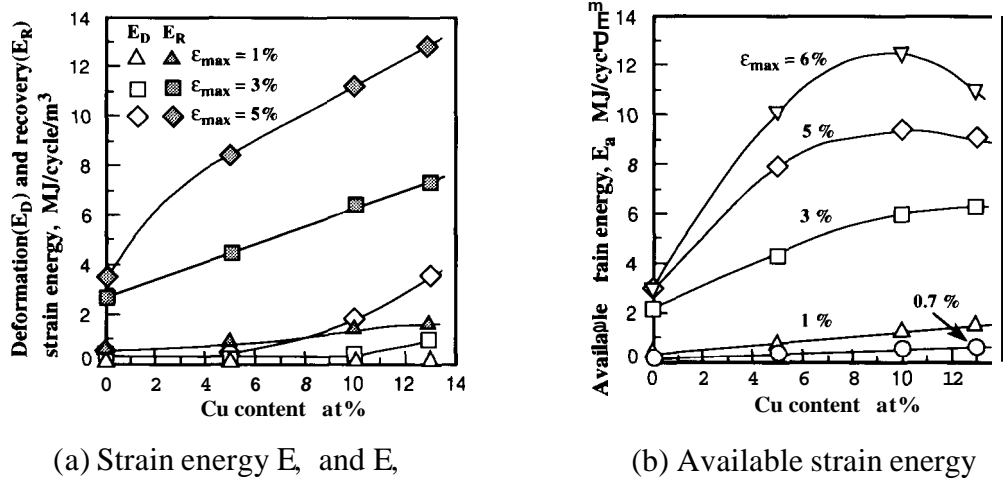 Deformation(E_D) and recovery(E_R)
strain energy, MJ/cycle/m³
14
12
10
8
6
4
2
0
E_D E_R
ε_max = 1%
ε_max = 3%
ε_max = 5%
0 2 4 6 8 10 12 14
Cu content at%
(a) Strain energy E, and E,
Available train energy, E_a MJ/cyc
m
14
12
10
8
6
4
2
0
ε_max = 6%
5 %
3 %
1 %
0.7 %
0 2 4 6 8 10 12
Cu content at%
(b) Available strain energy